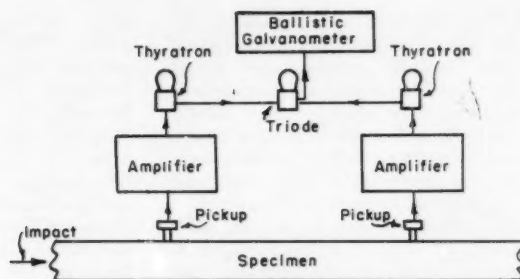 Ballistic
Galvanometer
Thyratron
Thyratron
Triode
Amplifier
Amplifier
Pickup
Pickup
Impact
Specimen